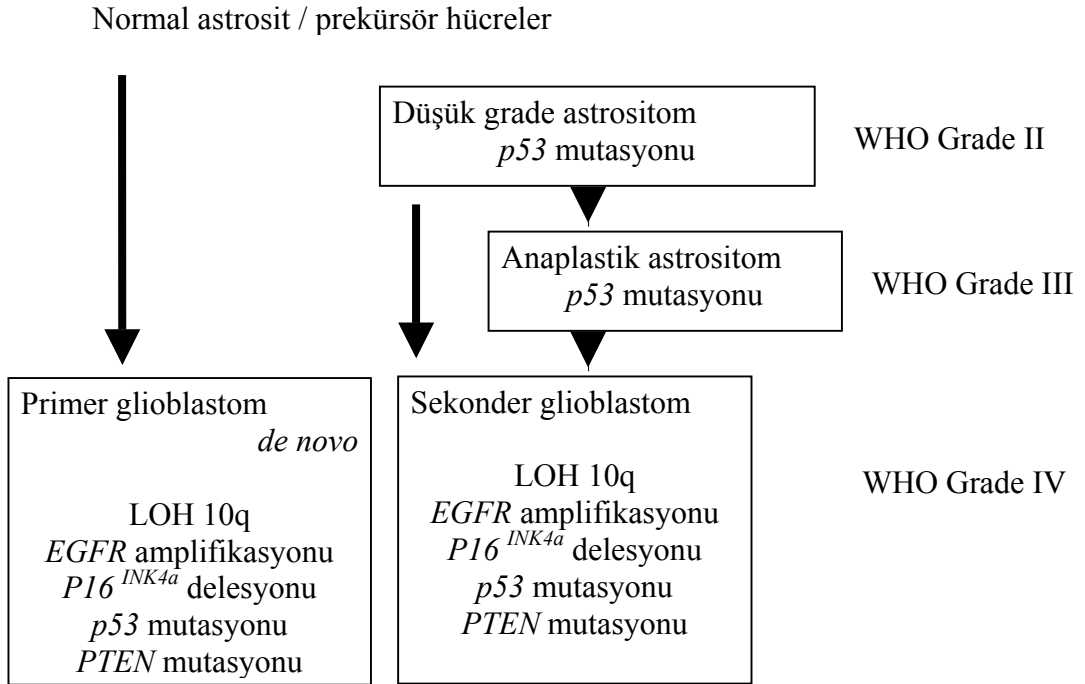 Normal astrosit / prekürsör hücreler
Düşük grade astrositom
p53 mutasyonu
WHO Grade II
Anaplastik astrositom
p53 mutasyonu
WHO Grade III
Primer glioblastom
de novo
LOH 10q
EGFR amplifikasyonu
P16 INK4a delesyonu
p53 mutasyonu
PTEN mutasyonu
Sekonder glioblastom
LOH 10q
EGFR amplifikasyonu
P16 INK4a delesyonu
p53 mutasyonu
PTEN mutasyonu
WHO Grade IV